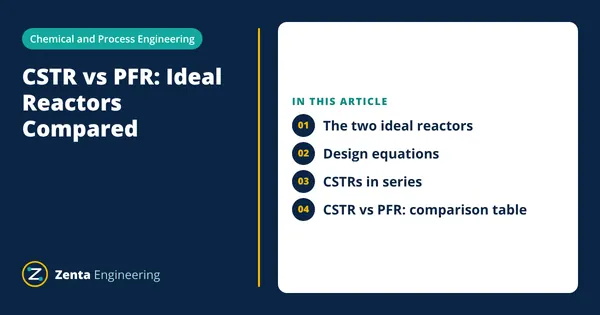 Chemical and Process Engineering
CSTR vs PFR: Ideal
Reactors
Compared
IN THIS ARTICLE
01 The two ideal reactors
02 Design equations
03 CSTRs in series
04 CSTR vs PFR: comparison table
Z Zenta Engineering